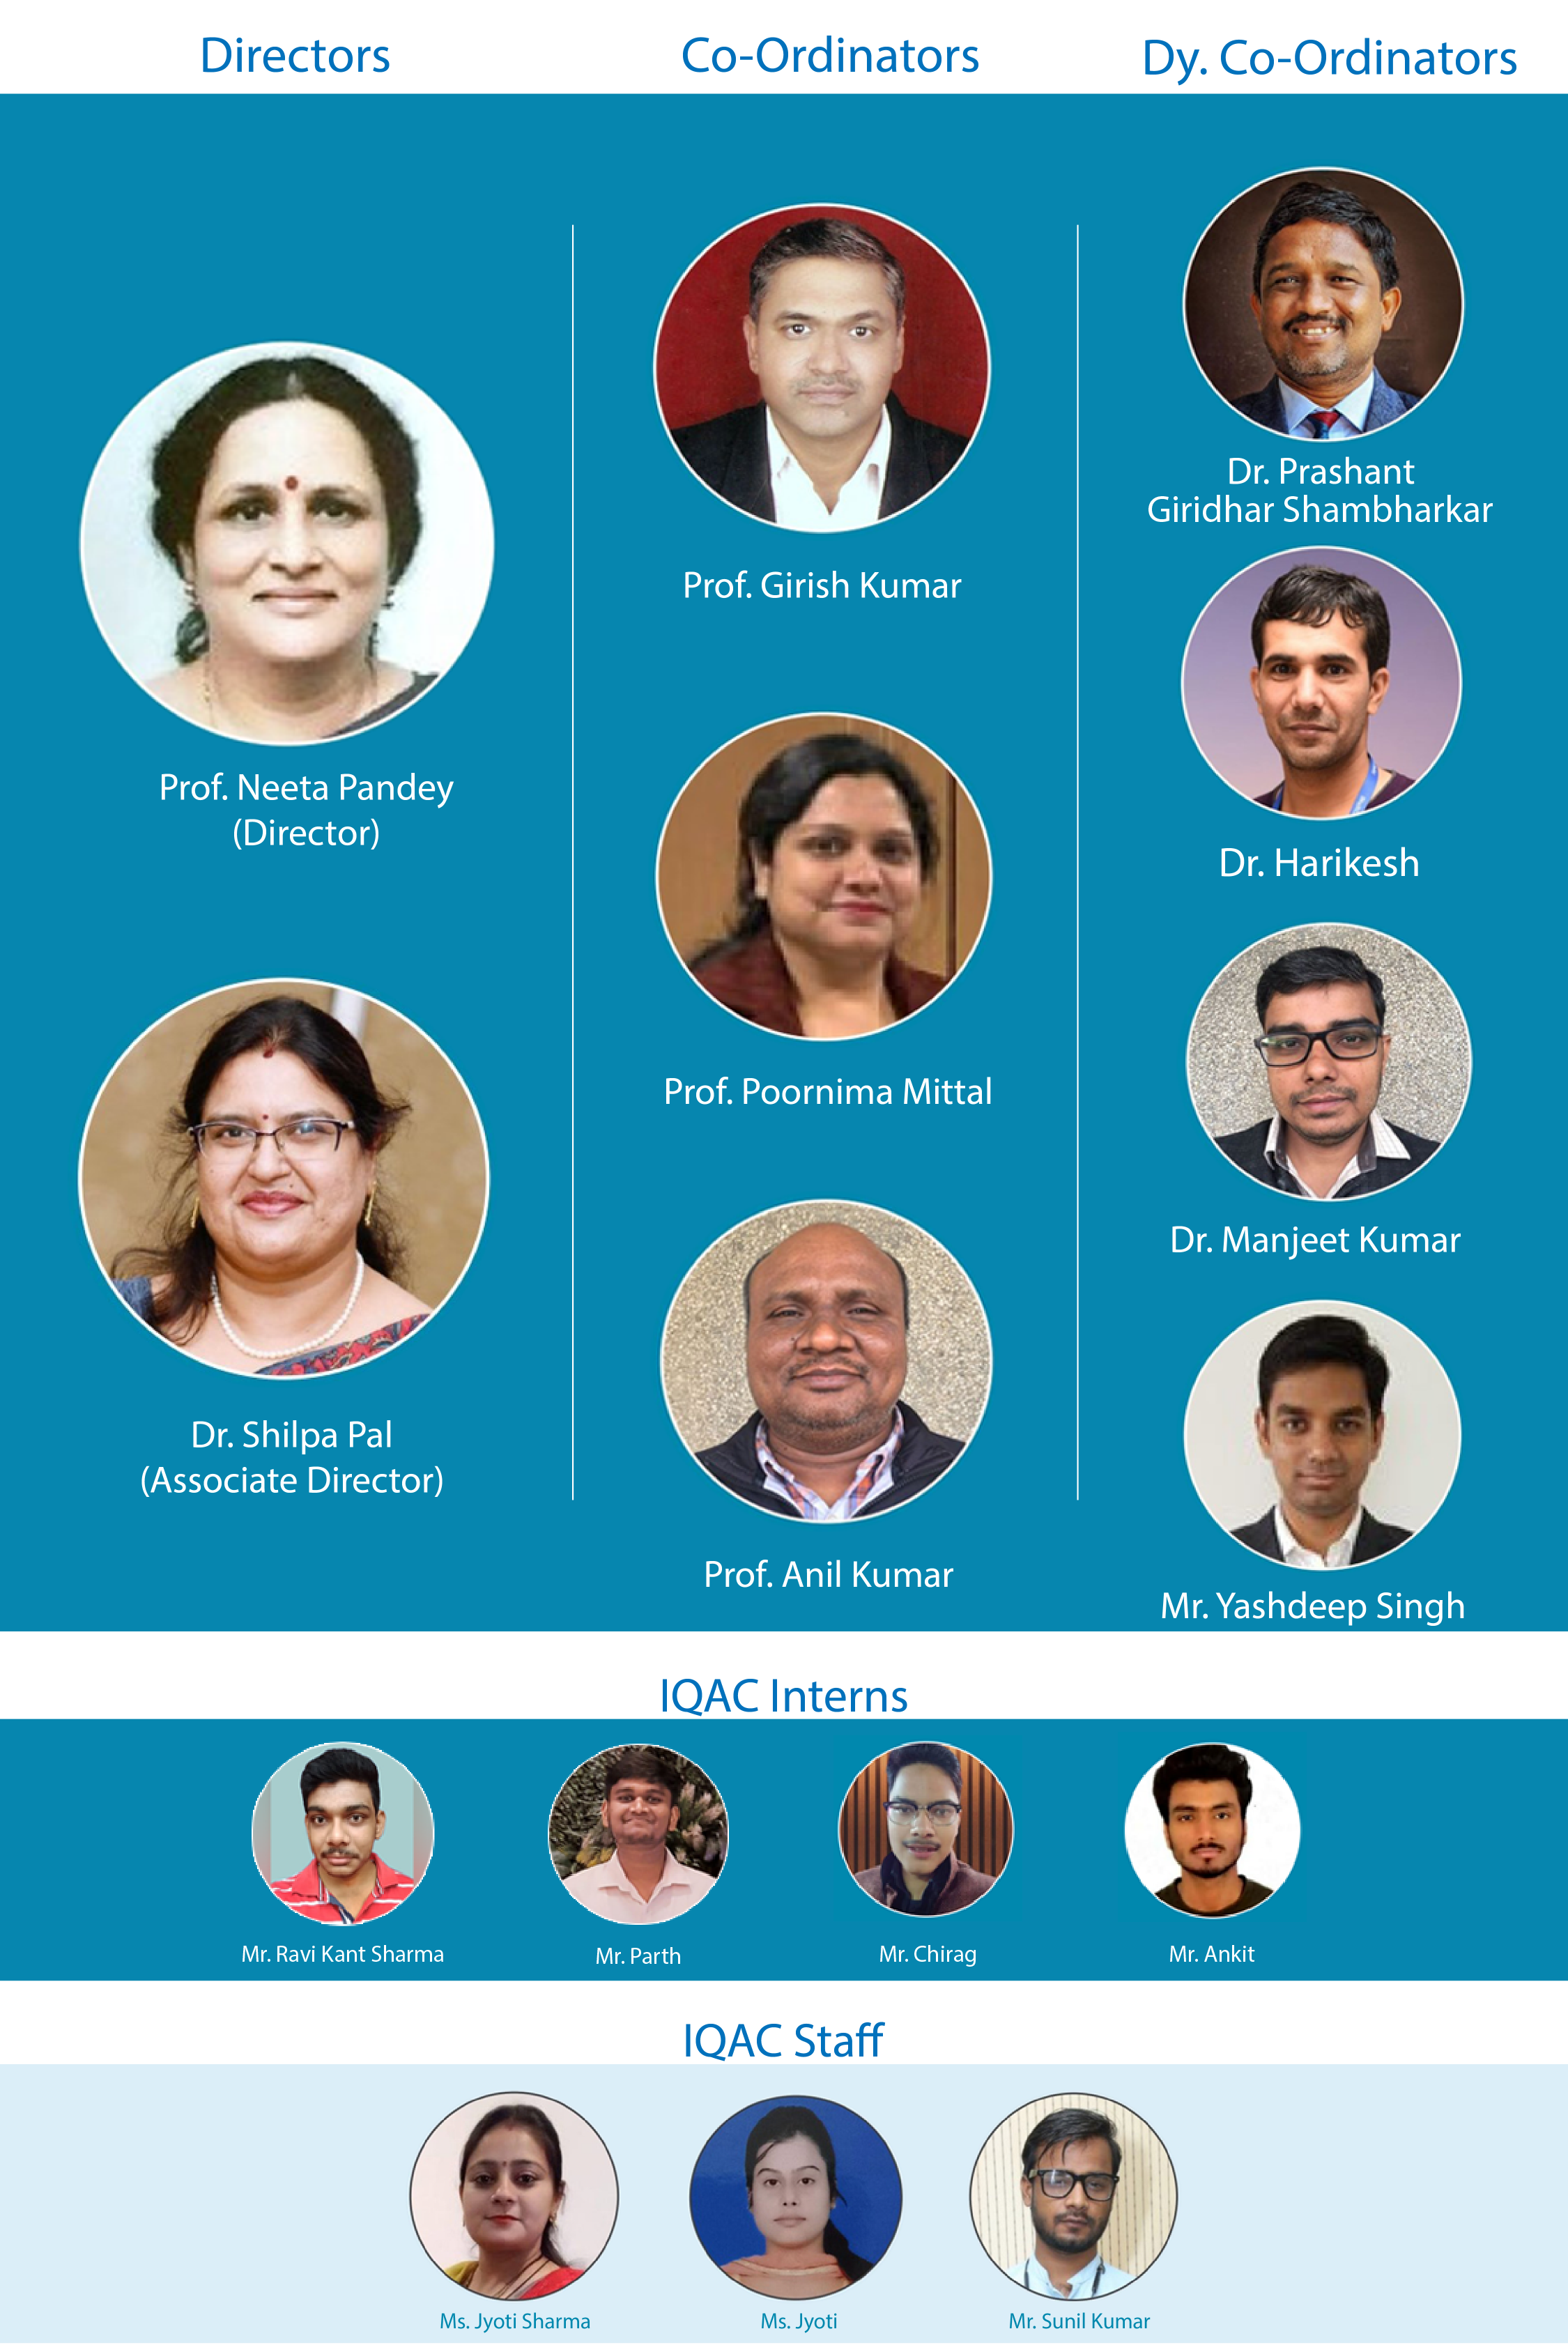 Directors
Co-Ordinators
Dy. Co-Ordinators
Prof. Neeta Pandey
(Director)
Dr. Shilpa Pal
(Associate Director)
Prof. Girish Kumar
Prof. Poornima Mittal
Prof. Anil Kumar
Dr. Prashant
Giridhar Shambharkar
Dr. Harikesh
Dr. Manjeet Kumar
Mr. Yashdeep Singh
IQAC Interns
Mr. Ravi Kant Sharma
Mr. Parth
Mr. Chirag
Mr. Ankit
IQAC Staff
Ms. Jyoti Sharma
Ms. Jyoti
Mr. Sunil Kumar